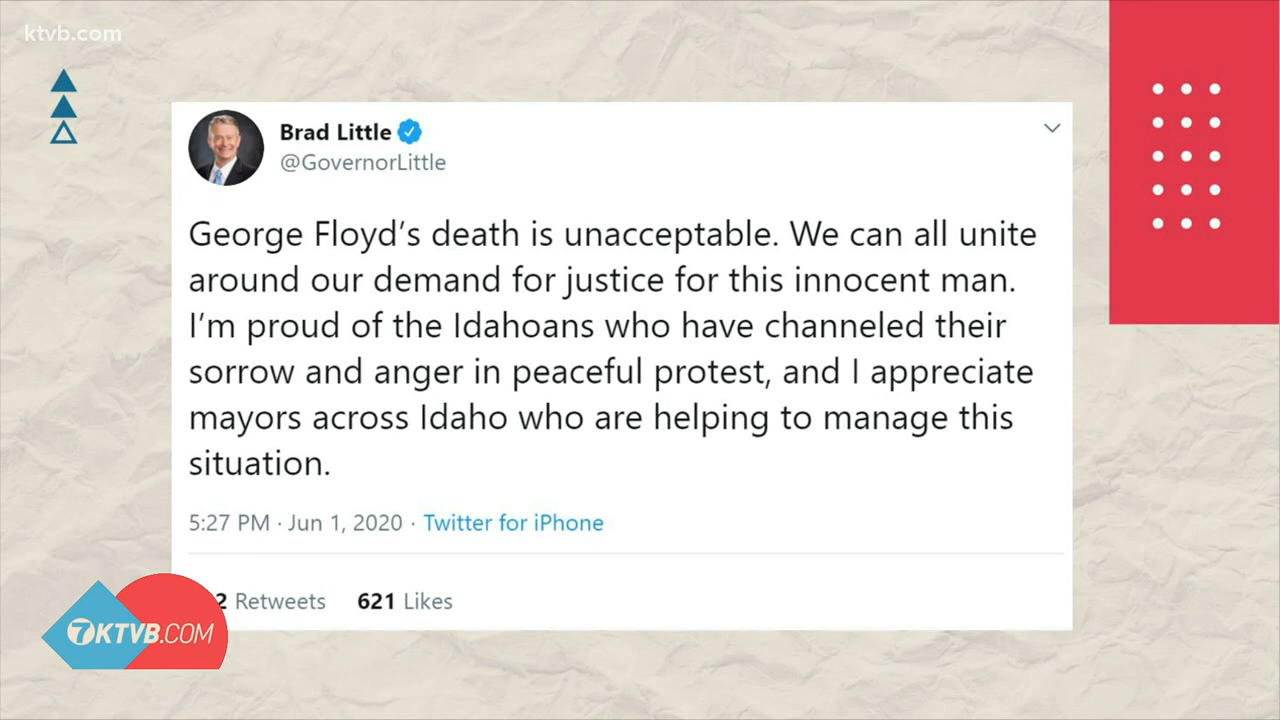 ktvb.com
Brad Little
@GovernorLittle
George Floyd’s death is unacceptable. We can all unite
around our demand for justice for this innocent man.
I’m proud of the Idahoans who have channeled their
sorrow and anger in peaceful protest, and I appreciate
mayors across Idaho who are helping to manage this
situation.
5:27 PM · Jun 1, 2020 · Twitter for iPhone
2 Retweets 621 Likes
7KTVB.COM